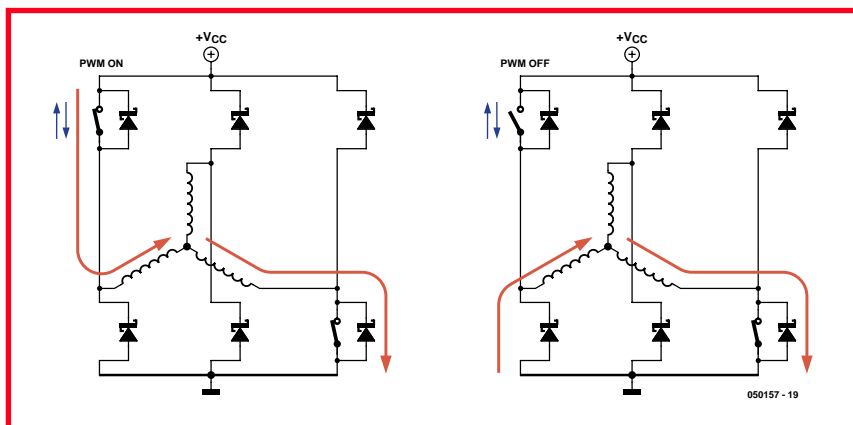 +VCC
PWM ON
+VCC
PWM OFF
050157 - 19